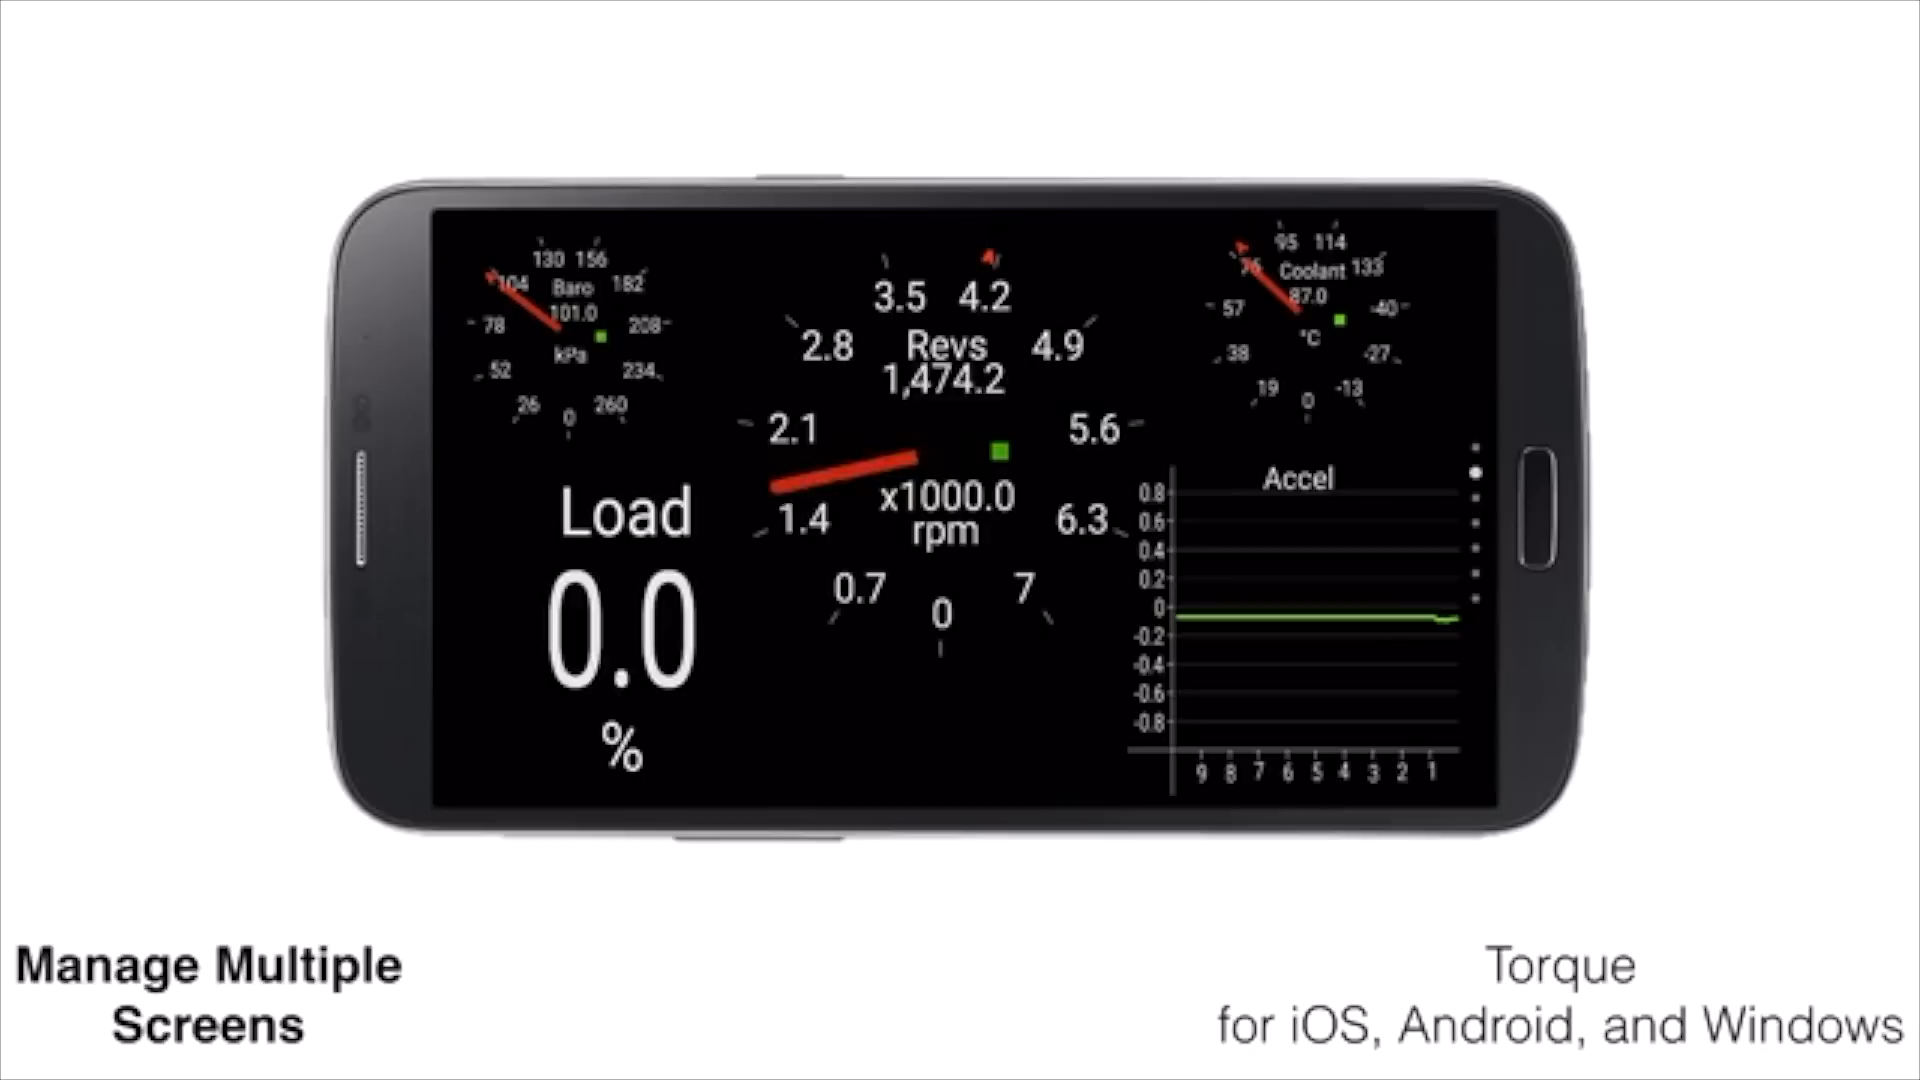 130 156
104 182
Baro
101.0
78 208
kPa
52 234
26 260
0
3.5 4.2
2.8 4.9
Revs
1,474.2
2.1 5.6
x1000.0
rpm
1.4 6.3
0.7 7
0
95 114
76 133
Coolant
87.0
57 -40
°C
38 -27
19 -13
0
Load
0.0
%
Accel
0.8
0.6
0.4
0.2
0
-0.2
-0.4
-0.6
-0.8
9 8 7 6 5 4 3 2 1
Manage Multiple
Screens
Torque
for iOS, Android, and Windows